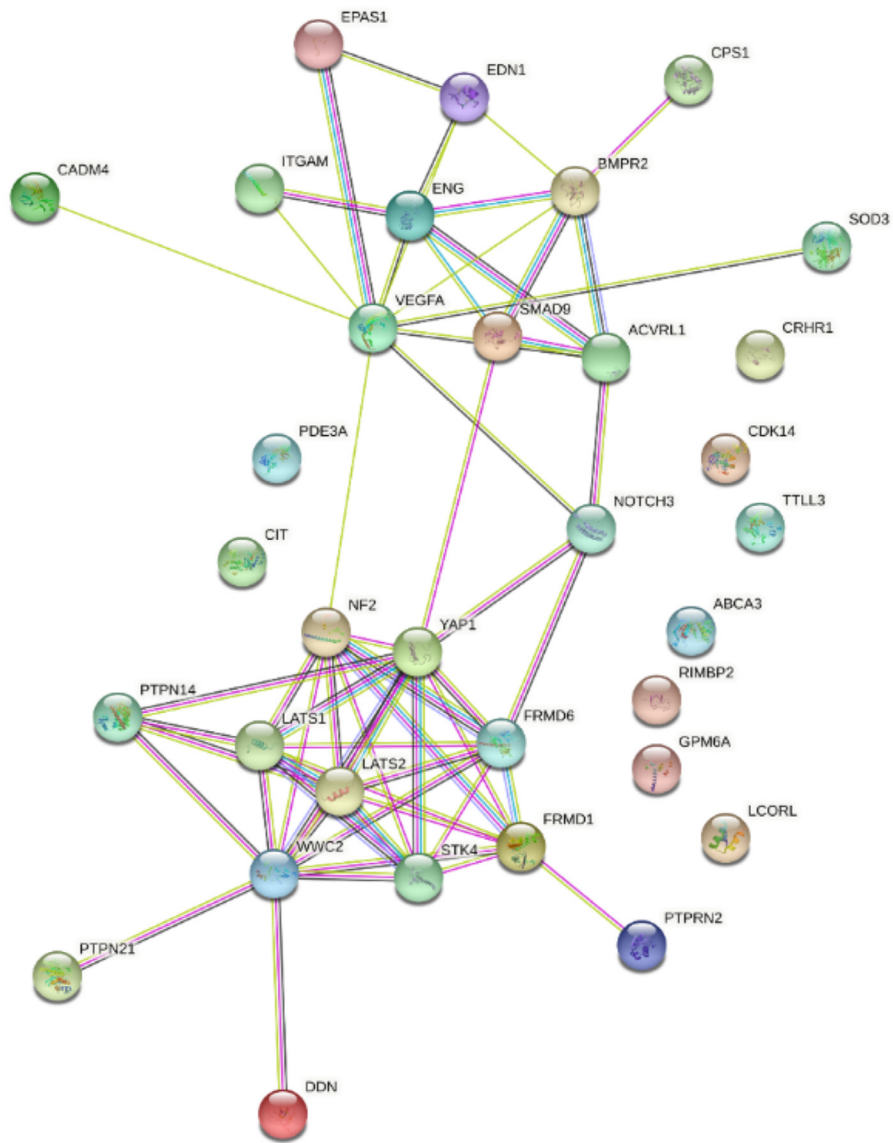 EPAS1
EDN1
CPS1
CADM4
ITGAM
ENG
BMPR2
SOD3
VEGFA
SMAD9
ACVRL1
CRHR1
PDE3A
CDK14
NOTCH3
TTLL3
CIT
NF2
YAP1
ABCA3
RIMBP2
PTPN14
LATS1
FRMD6
GPM6A
LATS2
FRMD1
LCORL
WWC2
STK4
PTPRN2
PTPN21
DDN